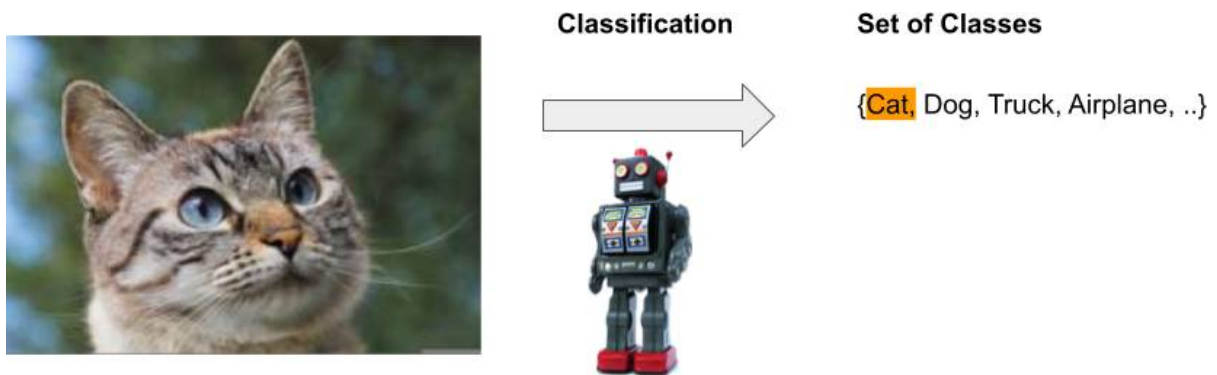 Classification
Set of Classes
{Cat, Dog, Truck, Airplane, ..}